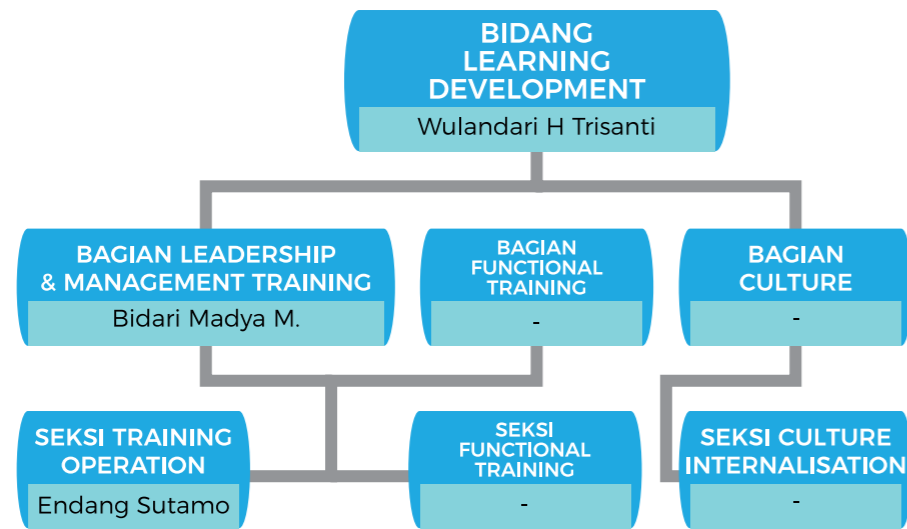 BIDANG
LEARNING
DEVELOPMENT
Wulandari H Trisanti
BAGIAN LEADERSHIP
& MANAGEMENT TRAINING
Bidari Madya M.
BAGIAN
FUNCTIONAL
TRAINING
-
BAGIAN
CULTURE
-
SEKSI TRAINING
OPERATION
Endang Sutamo
SEKSI
FUNCTIONAL
TRAINING
-
SEKSI CULTURE
INTERNALISATION
-